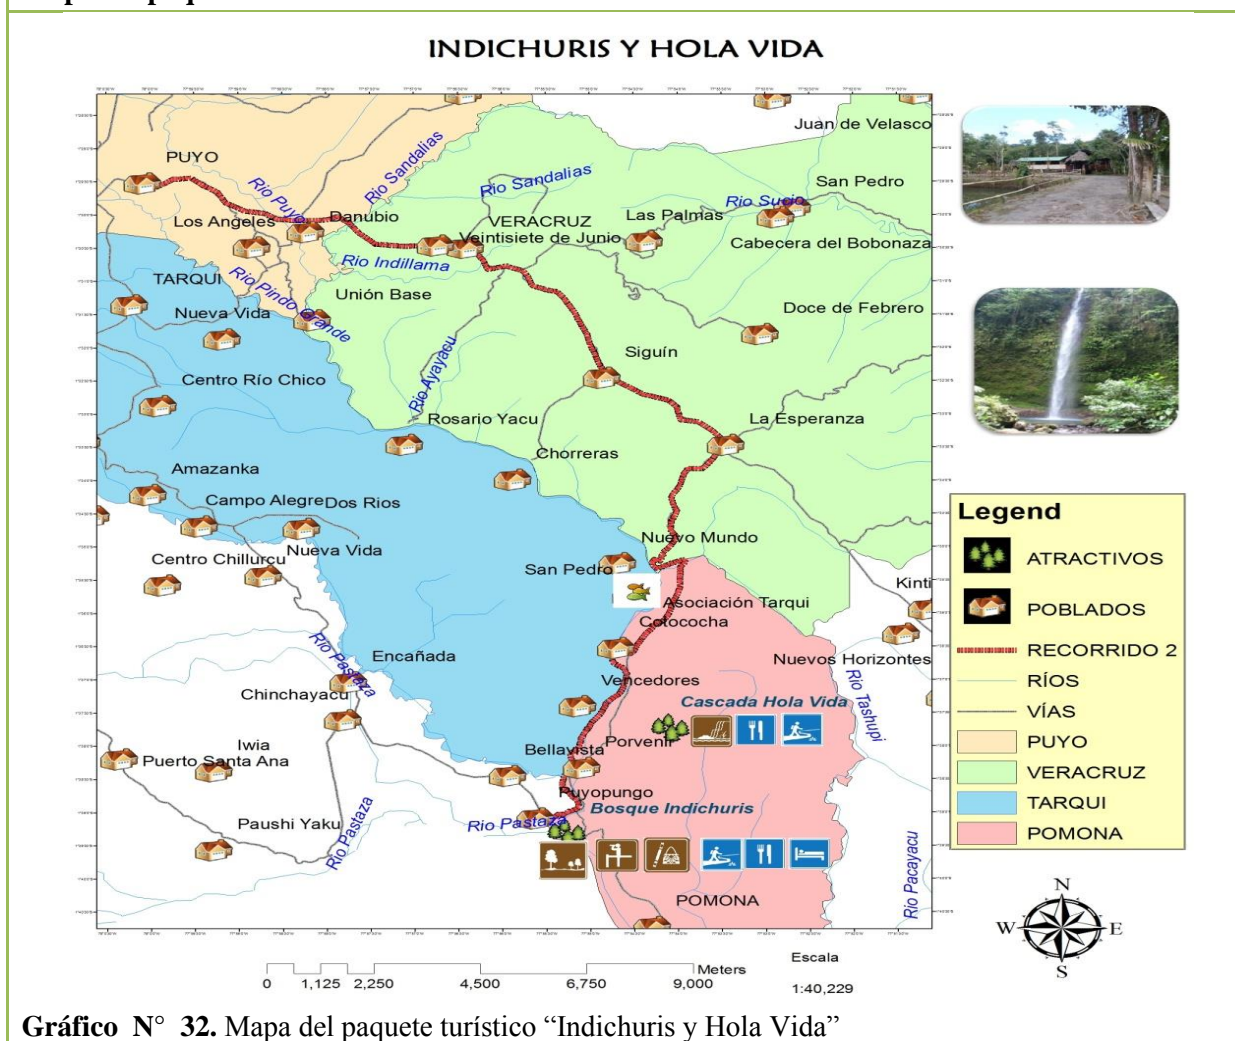 INDICHURIS Y HOLA VIDA
Juan de Velasco
PUYO
Rio Sandalias
San Pedro
Rio Sandalias
Rio Puyo
Rio Sucio
Los Angeles
Danubio
VERACRUZ
Las Palmas
Veintisiete de Junio
Cabecera del Bobonaza
Rio Indillama
TARQUI
Rio Pindo Grande
Unión Base
Nueva Vida
Doce de Febrero
Siguín
Rio Ayayacu
Centro Río Chico
Rosario Yacu
La Esperanza
Chorreras
Amazanka
Campo Alegre
Dos Rios
Nueva Vida
Nuevo Mundo
Centro Chillurcu
San Pedro
Kinti
Asociación Tarqui
Cotococha
Rio Pastaza
Encañada
Nuevos Horizontes
Vencedores
Chinchayacu
Cascada Hola Vida
Rio Tashupi
Iwia
Bellavista
Porvenir
Puerto Santa Ana
Puyopungo
Bosque Indichuris
Paushi Yaku
Rio Pastaza
Rio Pastaza
Rio Pacayacu
POMONA
Legend
ATRACTIVOS
POBLADOS
RECORRIDO 2
RÍOS
VÍAS
PUYO
VERACRUZ
TARQUI
POMONA
N
W E
S
0 1,125 2,250 4,500 6,750 9,000
Meters
Escala
1:40,229
Gráfico N° 32. Mapa del paquete turístico “Indichuris y Hola Vida”